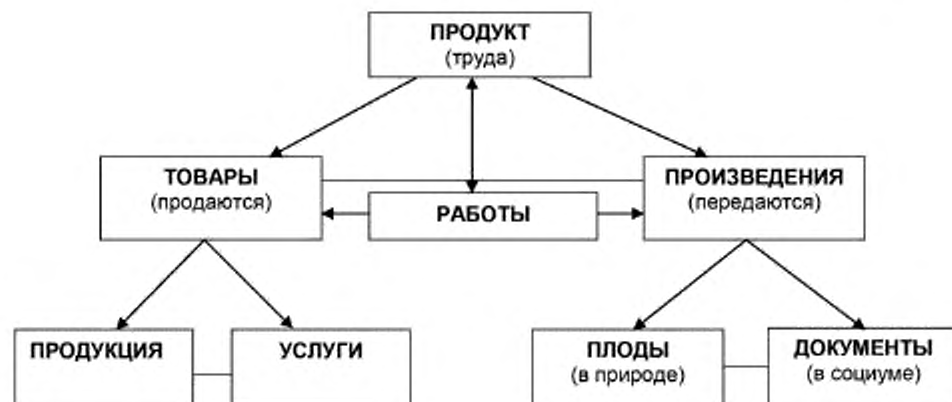 ПРОДУКТ
(труда)
ТОВАРЫ
(продаются)
РАБОТЫ
ПРОИЗВЕДЕНИЯ
(передаются)
ПРОДУКЦИЯ
УСЛУГИ
ПЛОДЫ
(в природе)
ДОКУМЕНТЫ
(в социуме)